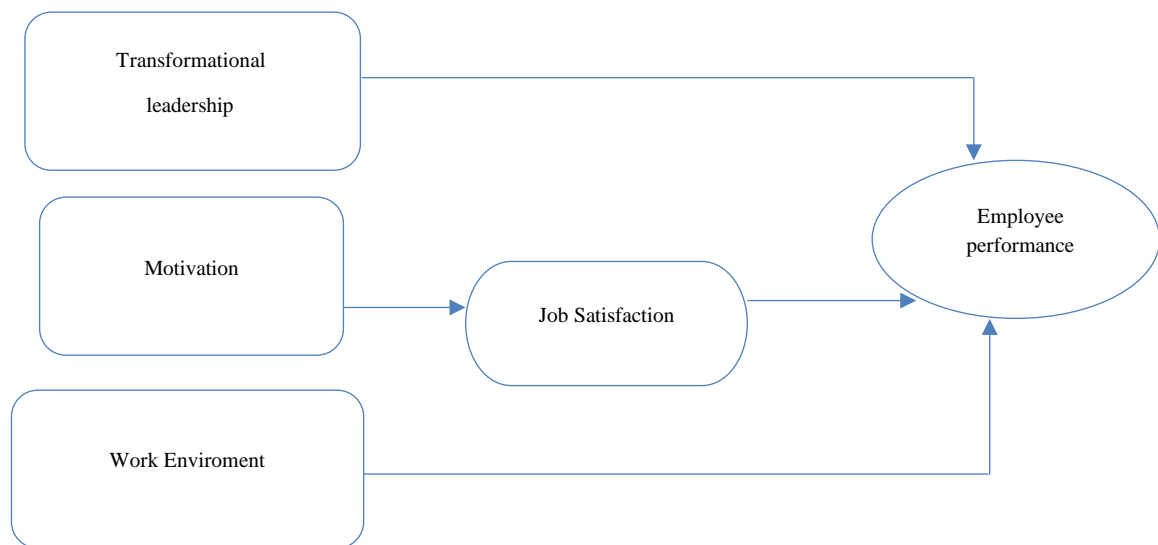 Transformational
leadership
Employee
performance
Motivation
Job Satisfaction
Work Enviroment